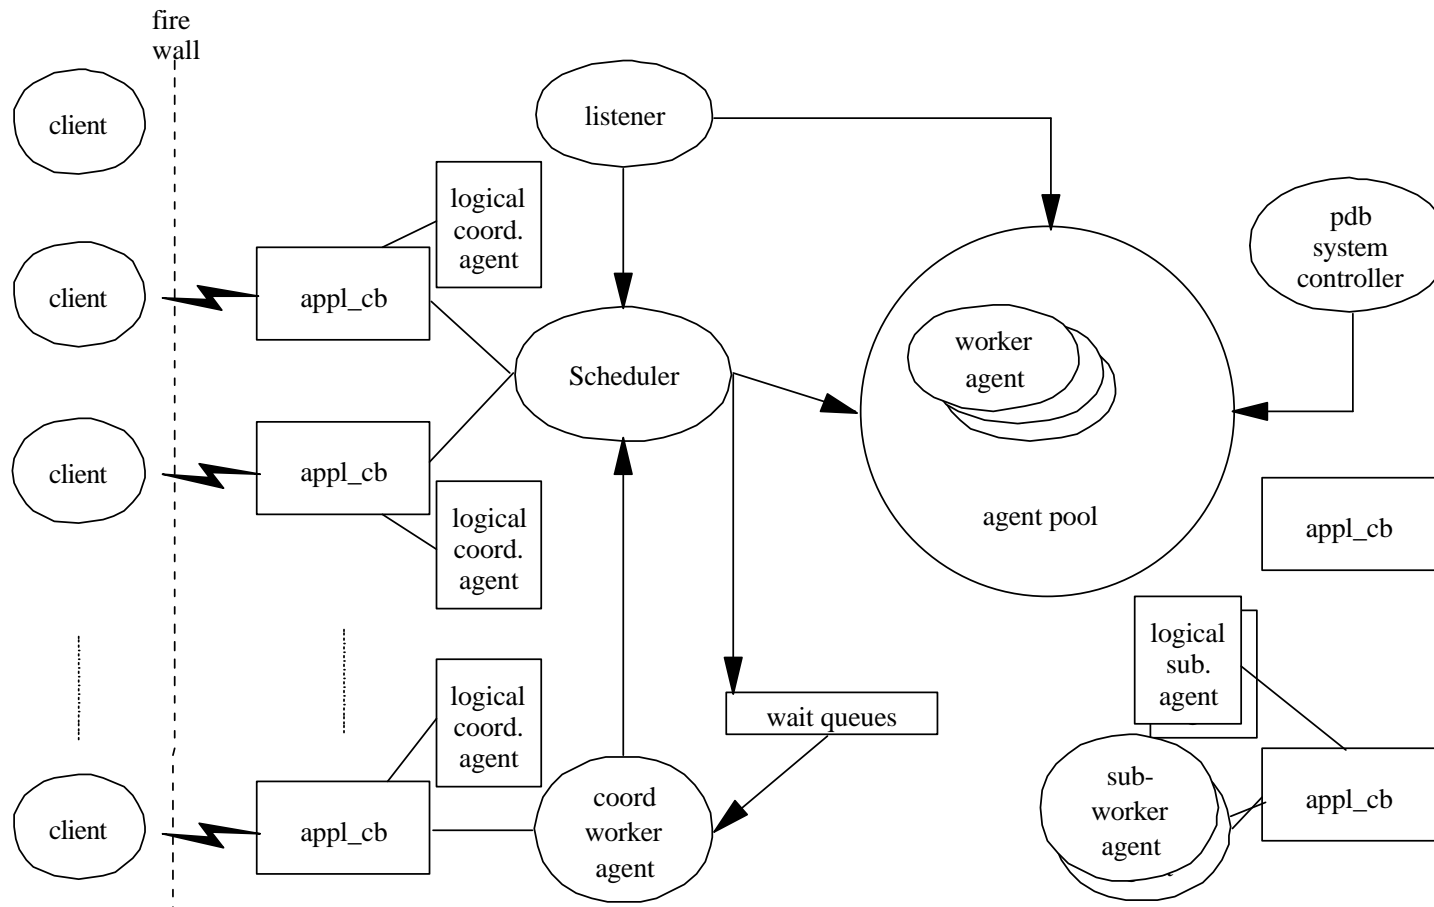 fire
wall
client
listener
logical
coord.
agent
pdb
system
controller
client
appl_cb
worker
agent
Scheduler
client
appl_cb
logical
coord.
agent
agent pool
appl_cb
logical
sub.
agent
logical
coord.
agent
wait queues
client
appl_cb
coord
worker
agent
sub-
worker
agent
appl_cb